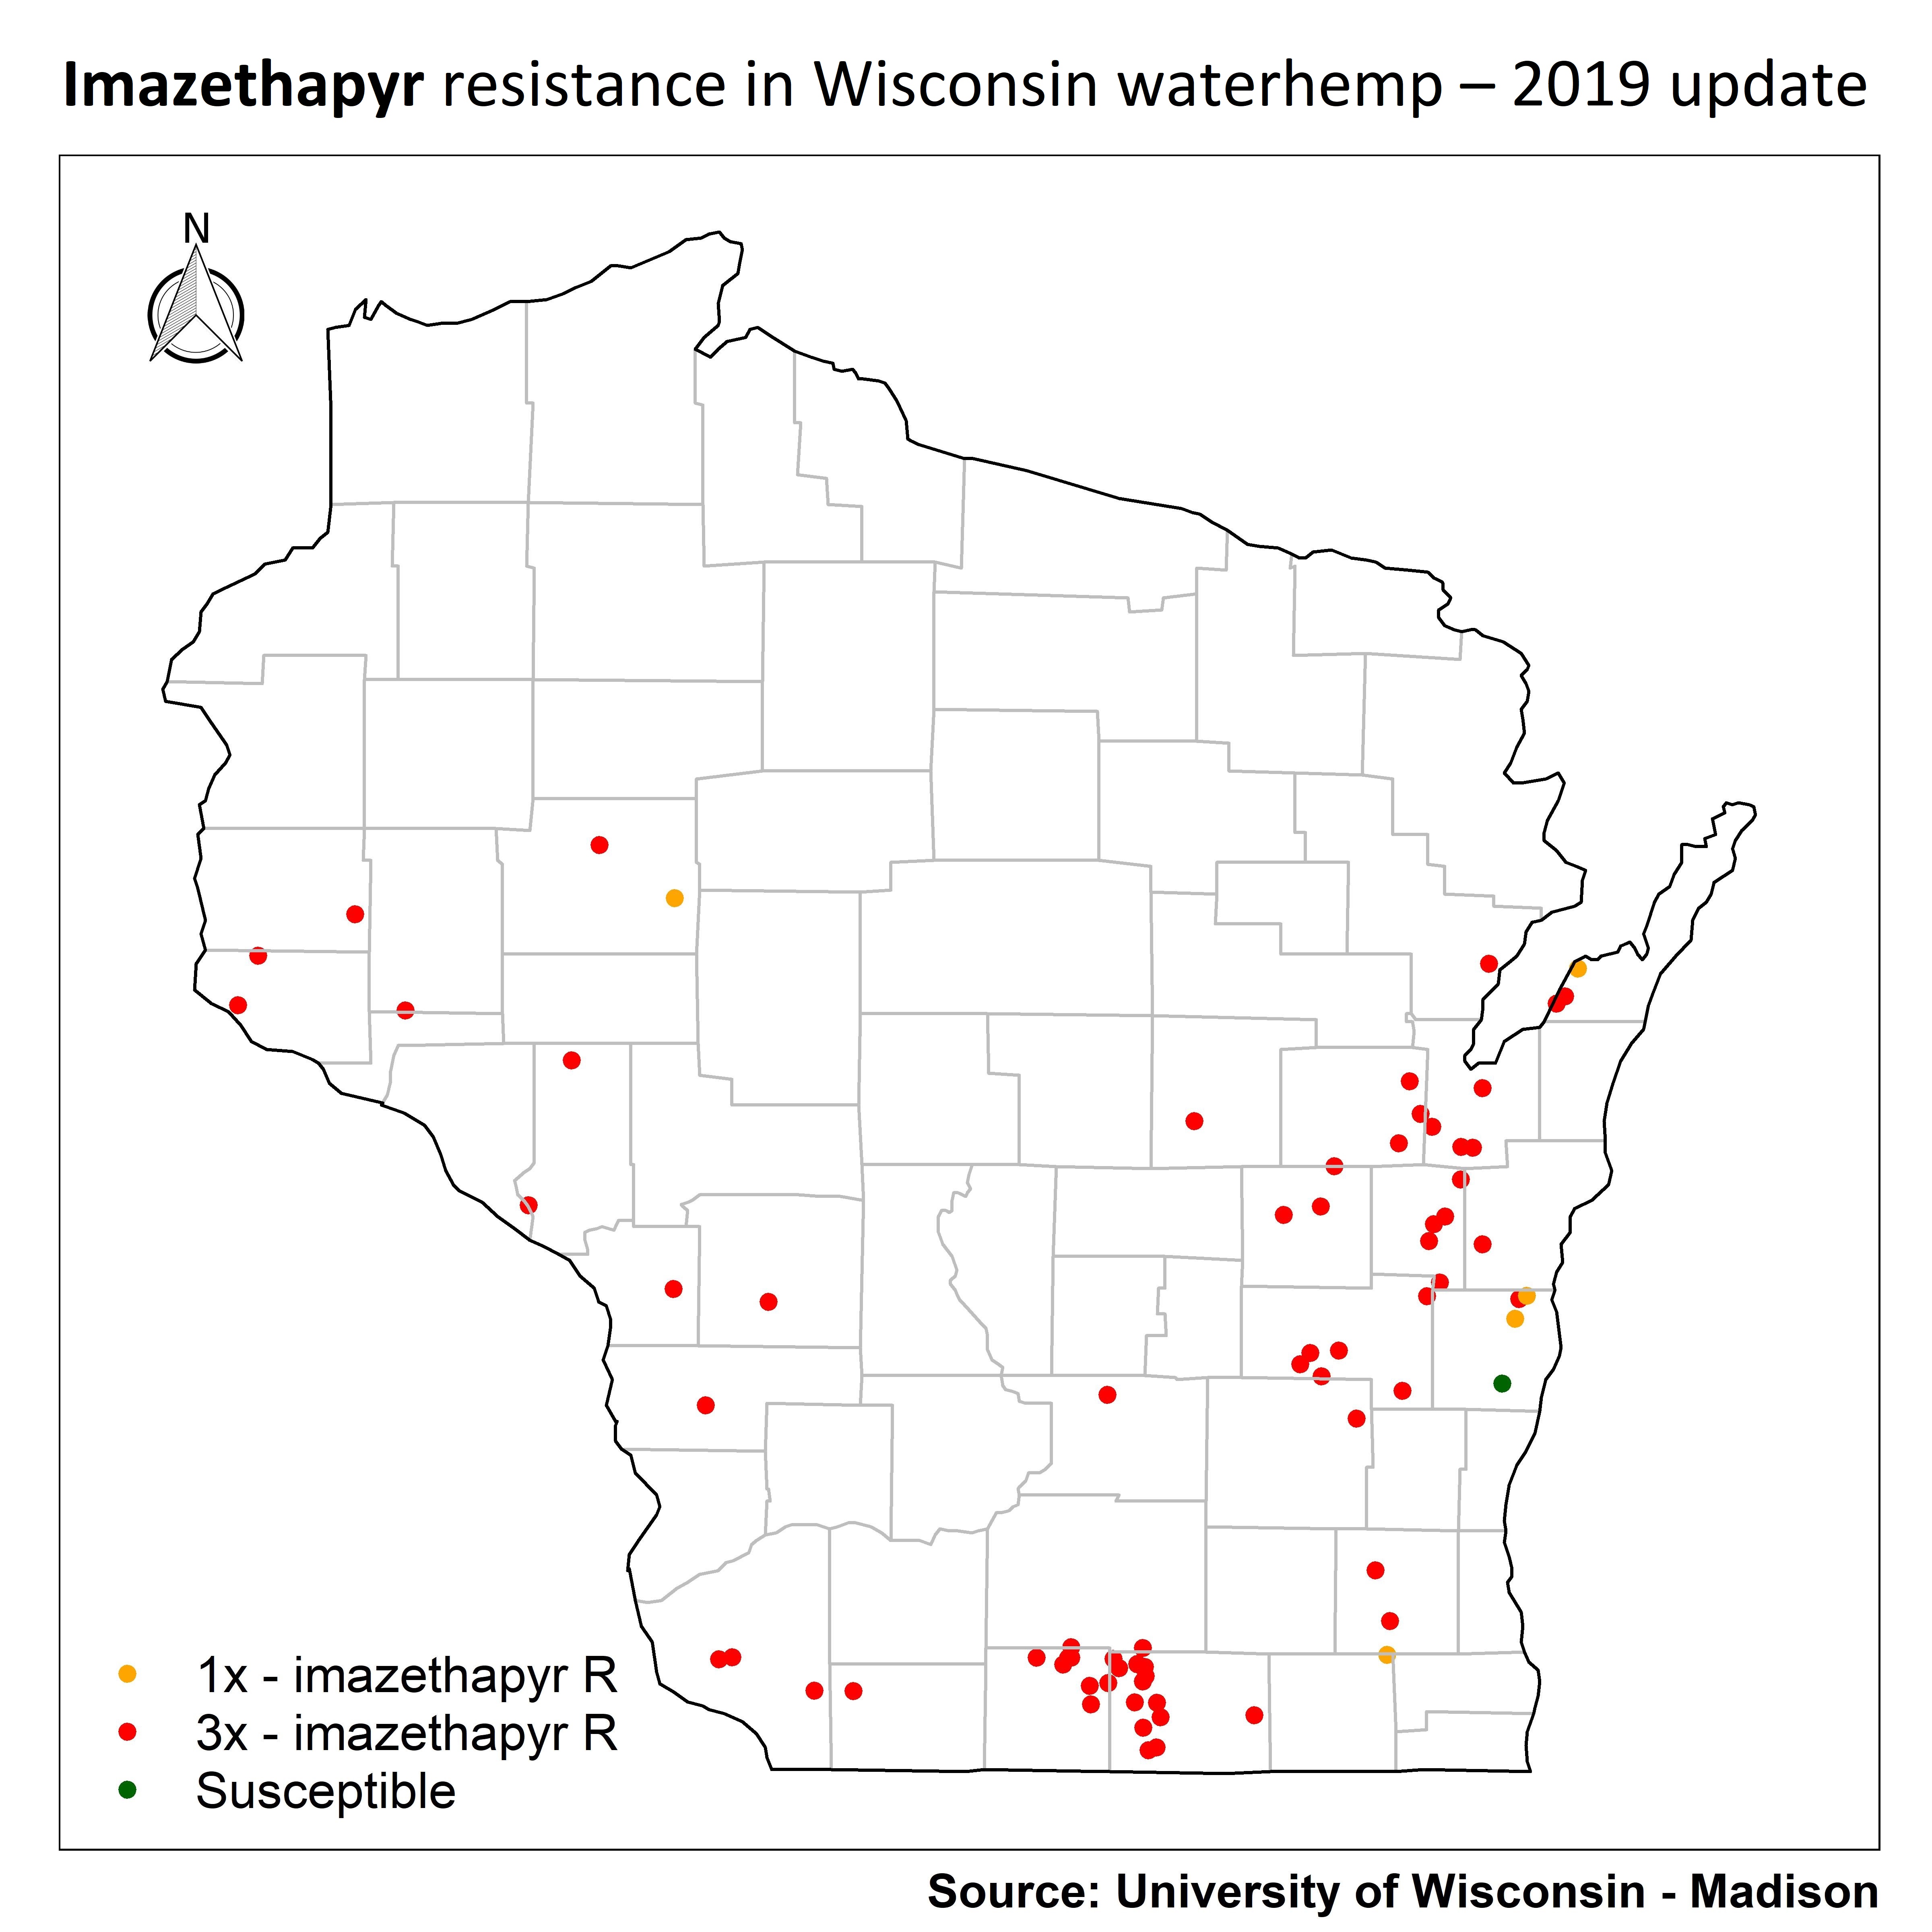 Imazethapyr resistance in Wisconsin waterhemp – 2019 update
N
1x - imazethapyr R
3x - imazethapyr R
Susceptible
Source: University of Wisconsin - Madison